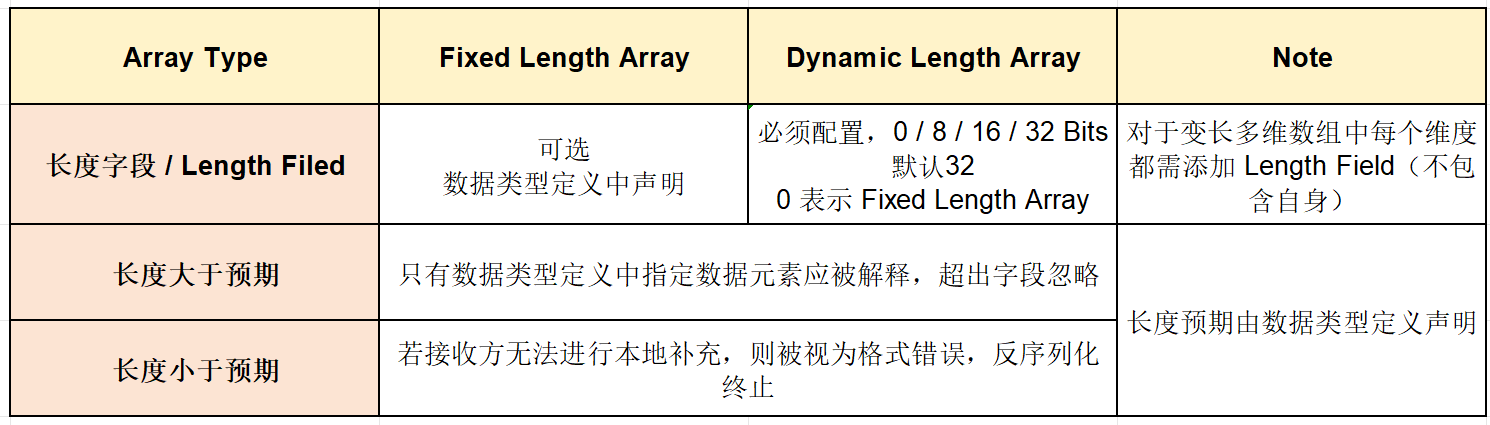 Array Type
Fixed Length Array
Dynamic Length Array
Note
长度字段 / Length Filed
可选
数据类型定义中声明
必须配置，0 / 8 / 16 / 32 Bits
默认32
0 表示 Fixed Length Array
对于变长多维数组中每个维度
都需添加 Length Field（不包
含自身）
长度大于预期
只有数据类型定义中指定数据元素应被解释，超出字段忽略
长度预期由数据类型定义声明
长度小于预期
若接收方无法进行本地补充，则被视为格式错误，反序列化
终止